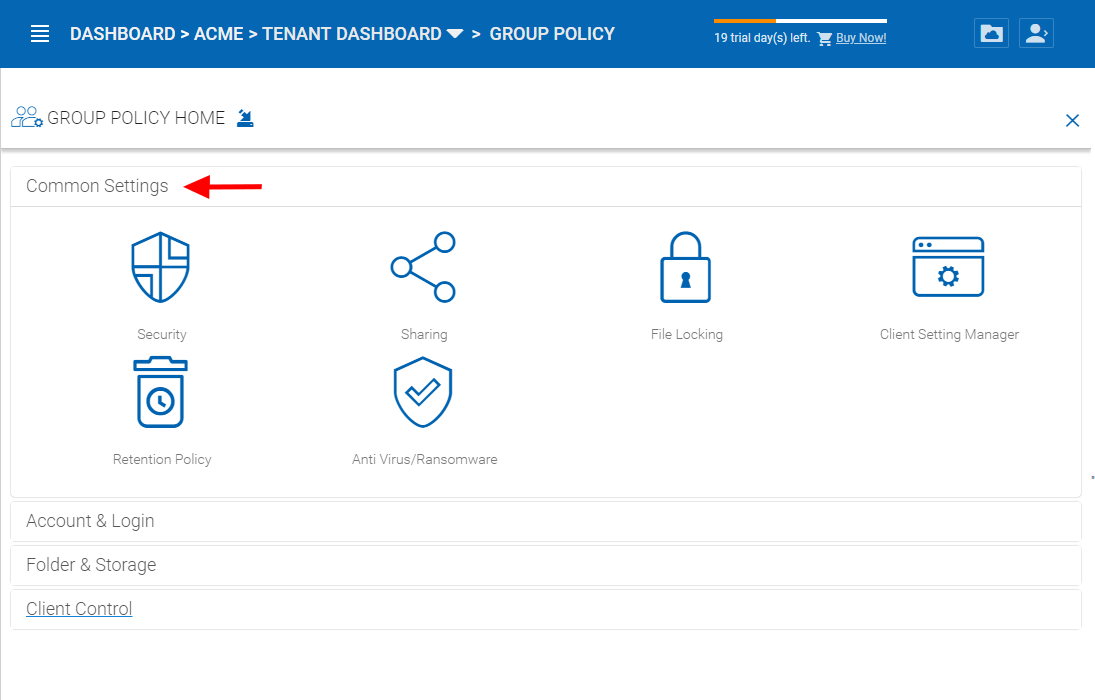 DASHBOARD > ACME > TENANT DASHBOARD > GROUP POLICY
19 trial day(s) left. Buy Now!
GROUP POLICY HOME
Common Settings
Security Sharing File Locking Client Setting Manager
Retention Policy Anti Virus/Ransomware
Account & Login
Folder & Storage
Client Control